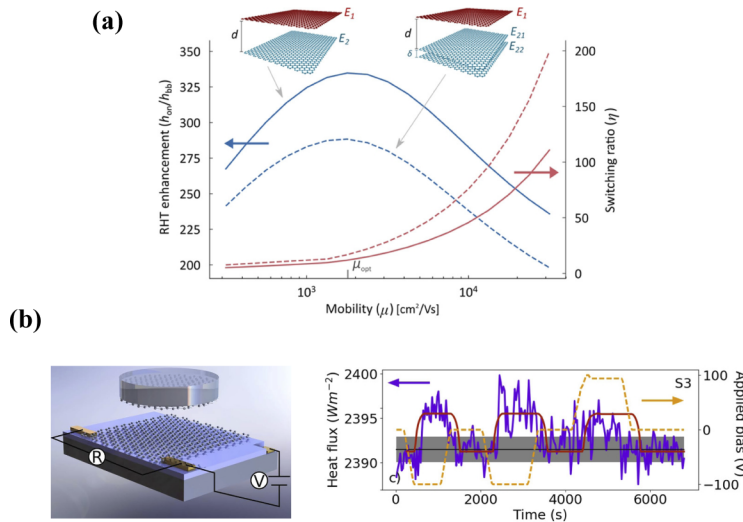 (a)
E1
d
E2
E1
d
δ
E21
E22
350
325
300
275
250
225
200
RHT enhancement (hon/hbb)
200
150
100
50
0
Switching ratio (η)
μopt
10³
10⁴
Mobility (μ) [cm²/Vs]
(b)
R
V
2400
2395
2390
Heat flux (Wm⁻²)
S3
100
0
−100
Applied bias (V)
c)
0
2000
4000
6000
Time (s)